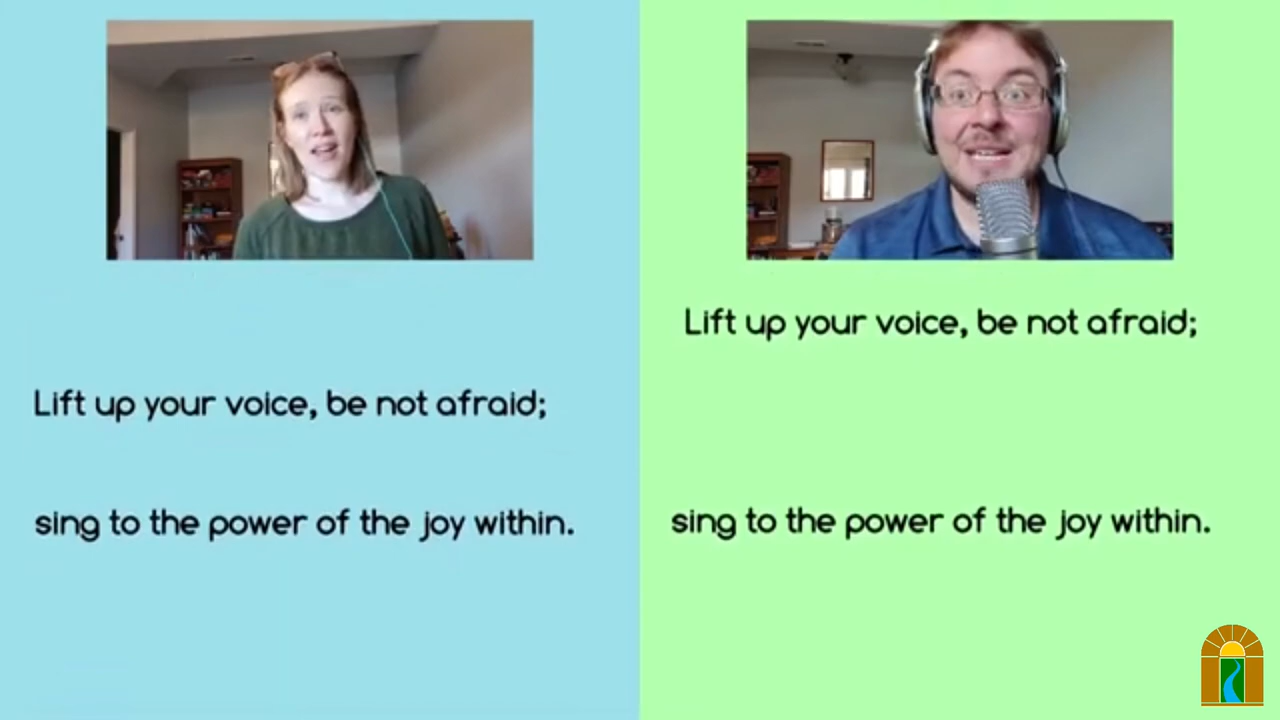 Lift up your voice, be not afraid;
sing to the power of the joy within.
Lift up your voice, be not afraid;
sing to the power of the joy within.